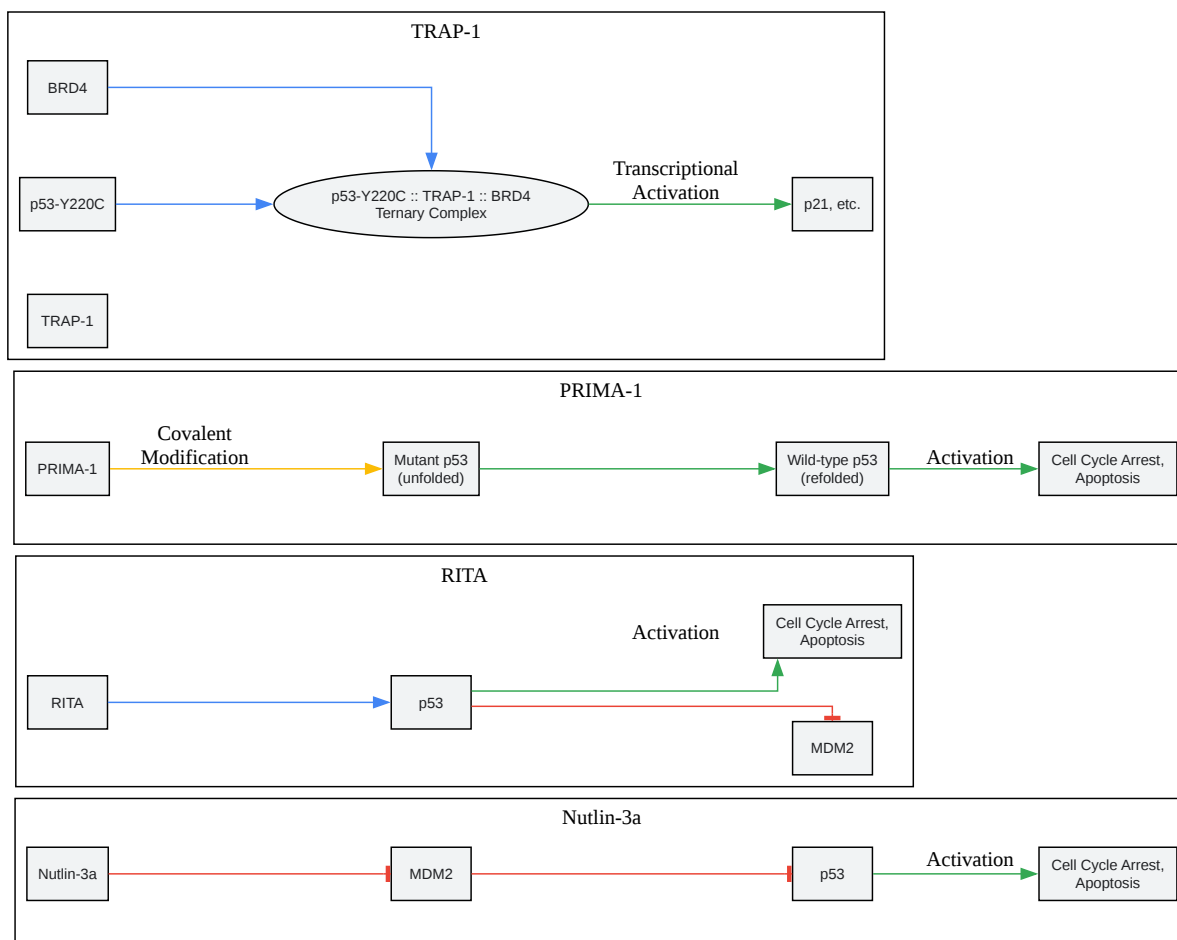 TRAP-1
BRD4
p53-Y220C
p53-Y220C :: TRAP-1 :: BRD4
Ternary Complex
Transcriptional
Activation
p21, etc.
TRAP-1
PRIMA-1
PRIMA-1
Covalent
Modification
Mutant p53
(unfolded)
Wild-type p53
(refolded)
Activation
Cell Cycle Arrest,
Apoptosis
RITA
RITA
p53
Activation
Cell Cycle Arrest,
Apoptosis
MDM2
Nutlin-3a
Nutlin-3a
MDM2
p53
Activation
Cell Cycle Arrest,
Apoptosis